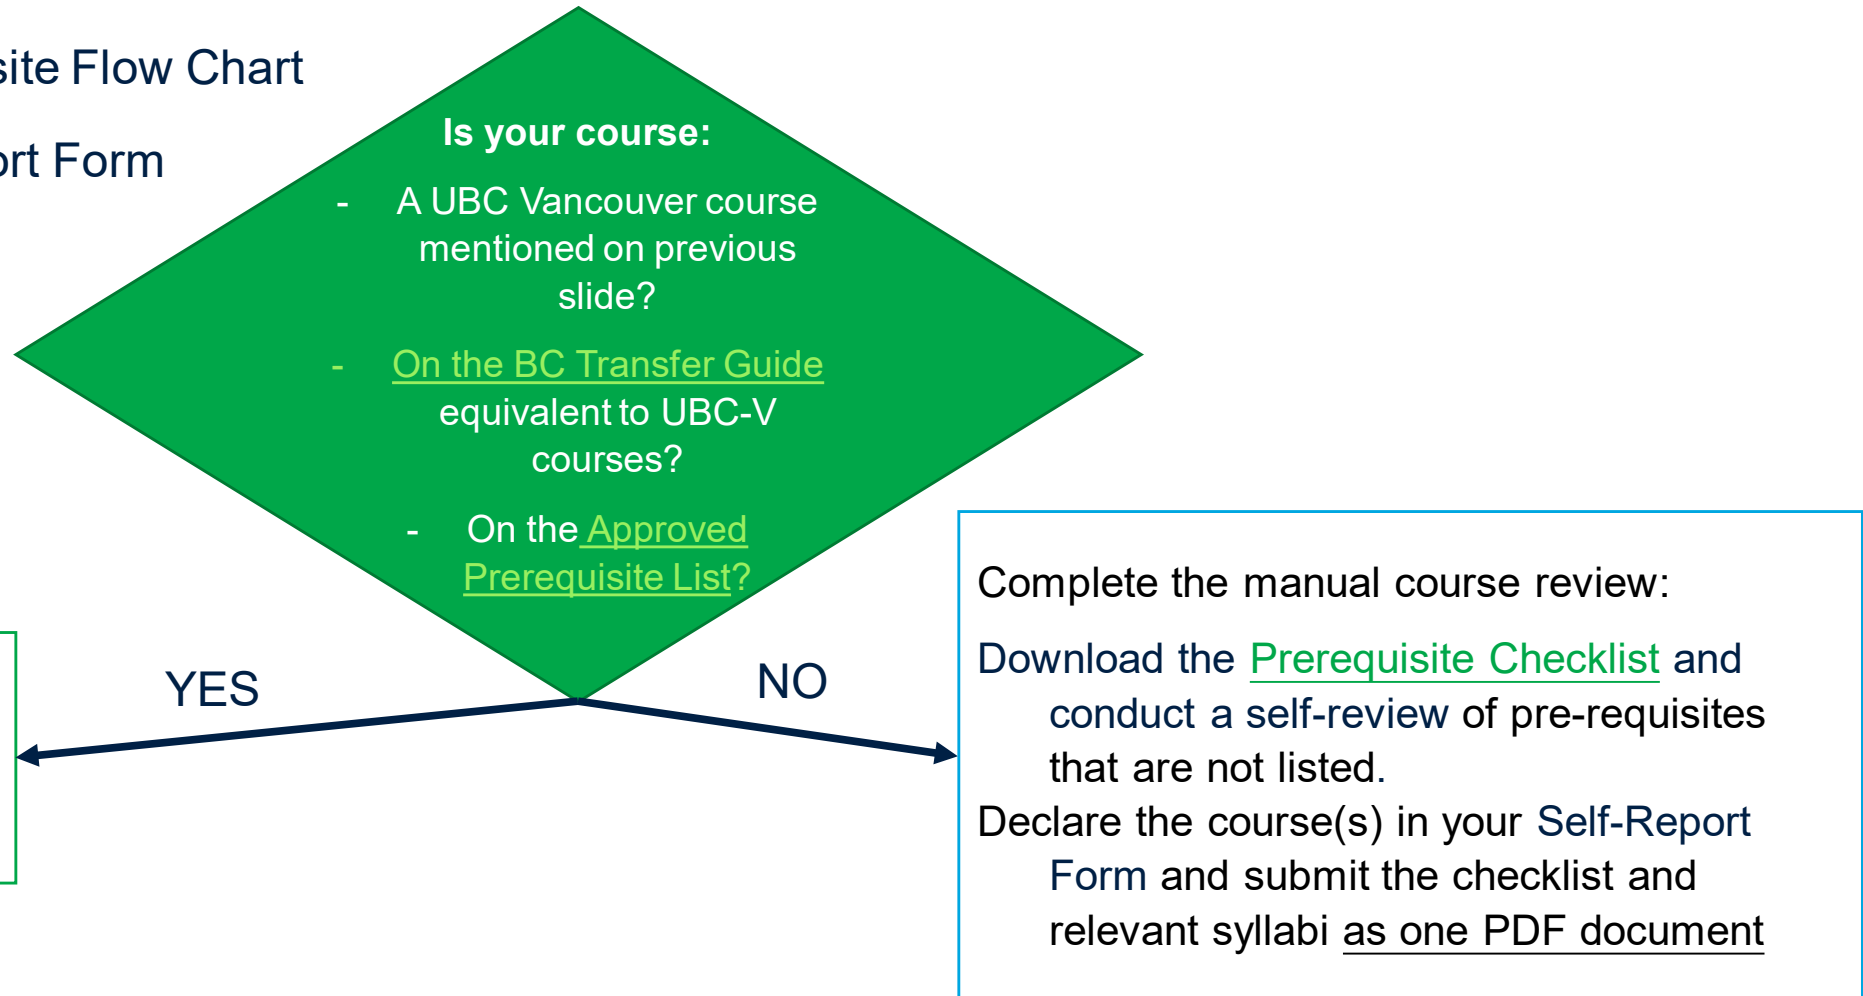 site Flow Chart
ort Form
Is your course:
- A UBC Vancouver course
mentioned on previous
slide?
- On the BC Transfer Guide
equivalent to UBC-V
courses?
- On the Approved
Prerequisite List?
YES
NO
Complete the manual course review:
Download the Prerequisite Checklist and
conduct a self-review of pre-requisites
that are not listed.
Declare the course(s) in your Self-Report
Form and submit the checklist and
relevant syllabi as one PDF document